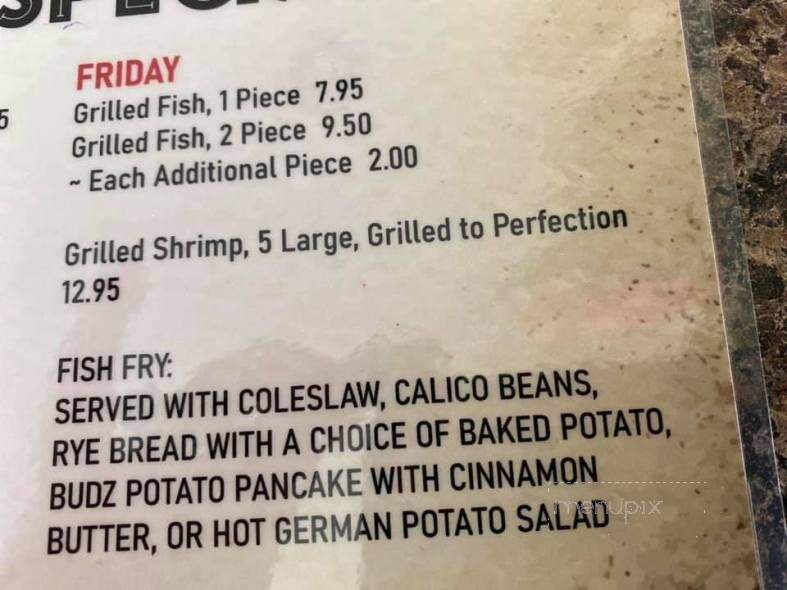 FRIDAY
5
Grilled Fish, 1 Piece 7.95
Grilled Fish, 2 Piece 9.50
~ Each Additional Piece 2.00
Grilled Shrimp, 5 Large, Grilled to Perfection
12.95
FISH FRY:
SERVED WITH COLESLAW, CALICO BEANS,
RYE BREAD WITH A CHOICE OF BAKED POTATO,
BUDZ POTATO PANCAKE WITH CINNAMON
BUTTER, OR HOT GERMAN POTATO SALAD
menupix